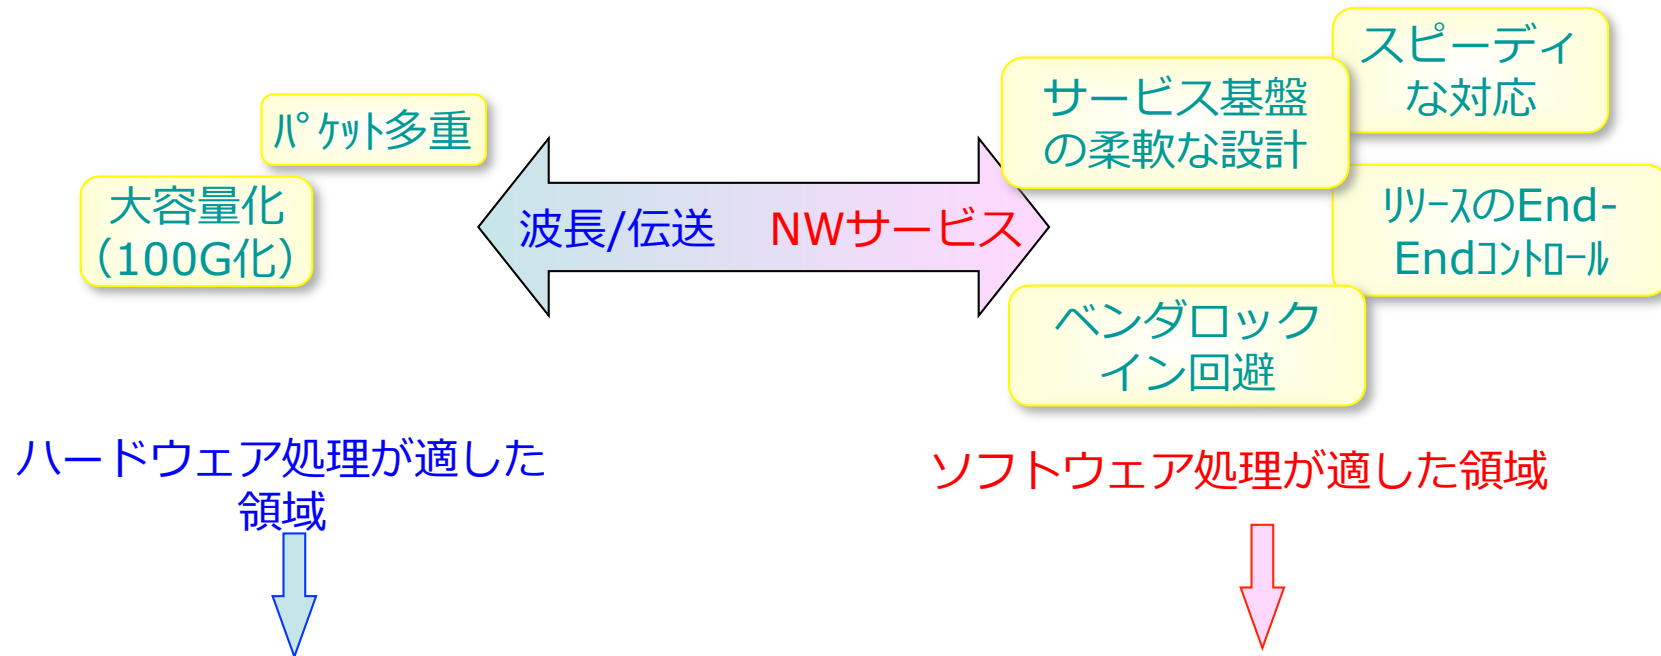 パケット多重
大容量化
(100G化)
波長/伝送 NWサービス
サービス基盤
の柔軟な設計
スピーディ
な対応
リソースのEnd-
Endコントロール
ベンダロック
イン回避
ハードウェア処理が適した
領域
ソフトウェア処理が適した領域